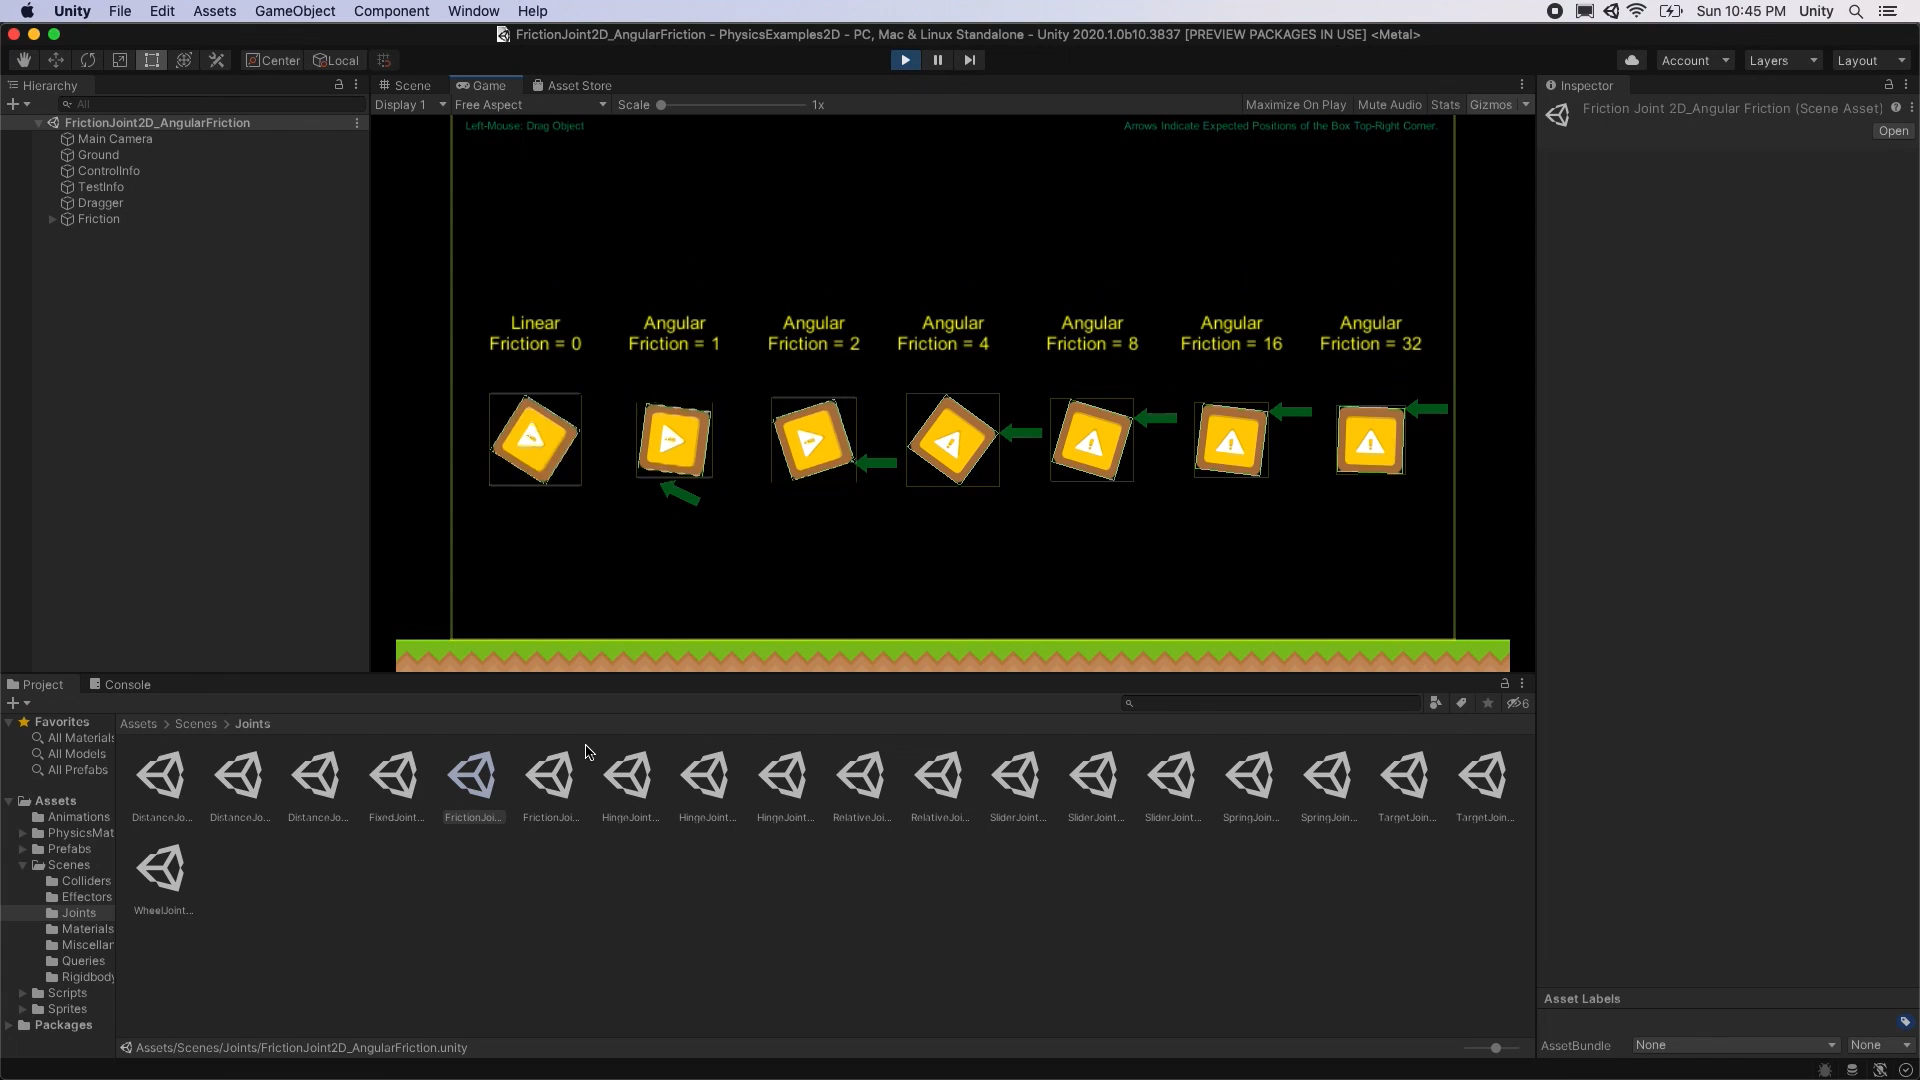 Unity File Edit Assets GameObject Component Window Help
Sun 10:45 PM Unity
FrictionJoint2D_AngularFriction - PhysicsExamples2D - PC, Mac & Linux Standalone - Unity 2020.1.0b10.3837 [PREVIEW PACKAGES IN USE] <Metal>
Center Local
Account Layers Layout
Hierarchy
All
FrictionJoint2D_AngularFriction
Main Camera
Ground
ControlInfo
TestInfo
Dragger
Friction
Scene Game Asset Store
Display 1 Free Aspect Scale 1x Maximize On Play Mute Audio Stats Gizmos
Left-Mouse: Drag Object
Arrows Indicate Expected Positions of the Box Top-Right Corner.
Linear
Friction = 0
Angular
Friction = 1
Angular
Friction = 2
Angular
Friction = 4
Angular
Friction = 8
Angular
Friction = 16
Angular
Friction = 32
Inspector
Friction Joint 2D_Angular Friction (Scene Asset)
Open
Project Console
6
Favorites
All Materials
All Models
All Prefabs
Assets
Animations
PhysicsMat
Prefabs
Scenes
Colliders
Effectors
Joints
Materials
Miscellar
Queries
Rigidbody
Scripts
Sprites
Packages
Assets > Scenes > Joints
DistanceJo... DistanceJo... DistanceJo... FixedJoint... FrictionJoi... FrictionJoi... HingeJoint... HingeJoint... HingeJoint... RelativeJoi... RelativeJoi... SliderJoint... SliderJoint... SliderJoint... SpringJoin... SpringJoin... TargetJoin... TargetJoin...
WheelJoint...
Assets/Scenes/Joints/FrictionJoint2D_AngularFriction.unity
Asset Labels
AssetBundle None None